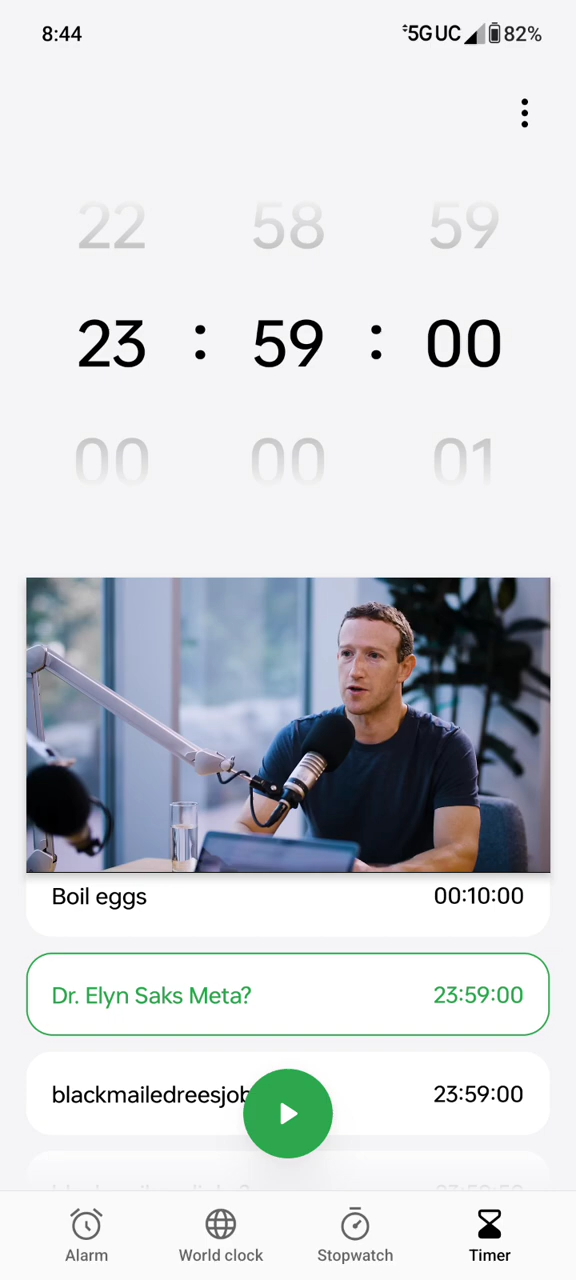 8:44 5G UC 82%
22 58 59
23 : 59 : 00
00 00 01
Boil eggs 00:10:00
Dr. Elyn Saks Meta? 23:59:00
blackmailedreesjob 23:59:00
Alarm World clock Stopwatch Timer